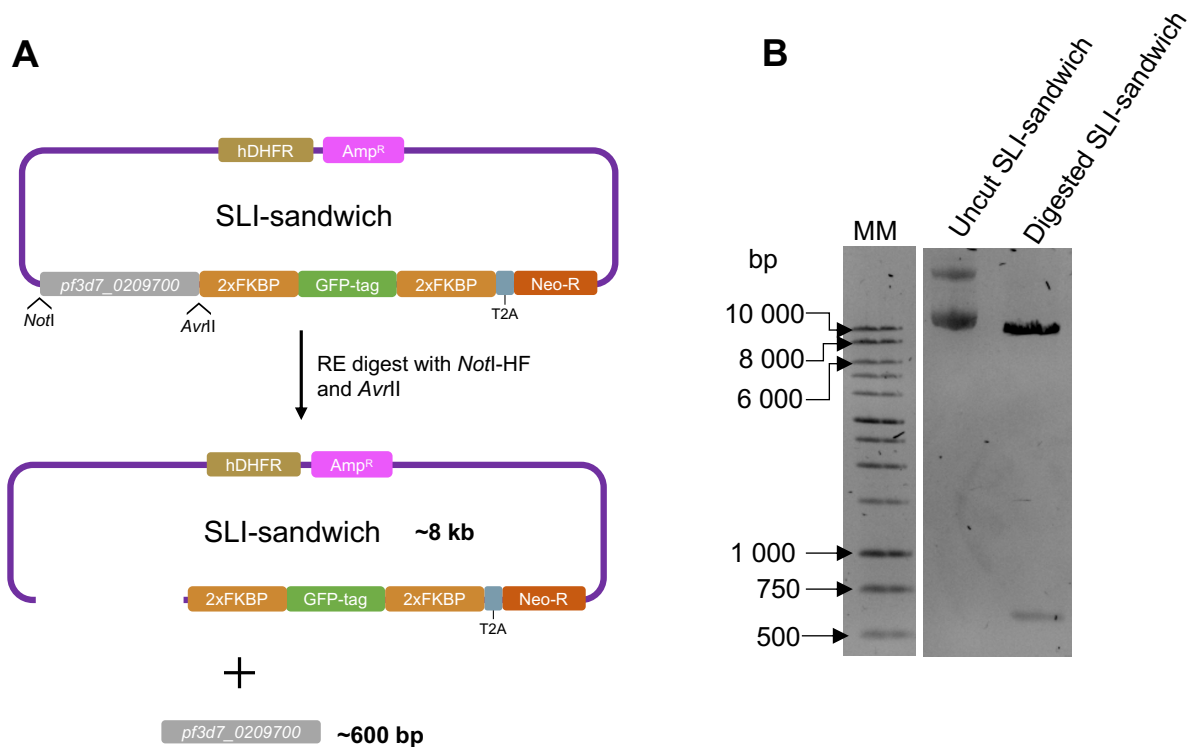 A
hDHFR
Ampᴿ
SLI-sandwich
pf3d7_0209700
2xFKBP
GFP-tag
2xFKBP
Neo-R
T2A
NotI
AvrII
RE digest with NotI-HF
and AvrII
hDHFR
Ampᴿ
SLI-sandwich
~8 kb
2xFKBP
GFP-tag
2xFKBP
Neo-R
T2A
+
pf3d7_0209700
~600 bp
B
Uncut SLI-sandwich
Digested SLI-sandwich
MM
bp
10 000
8 000
6 000
1 000
750
500